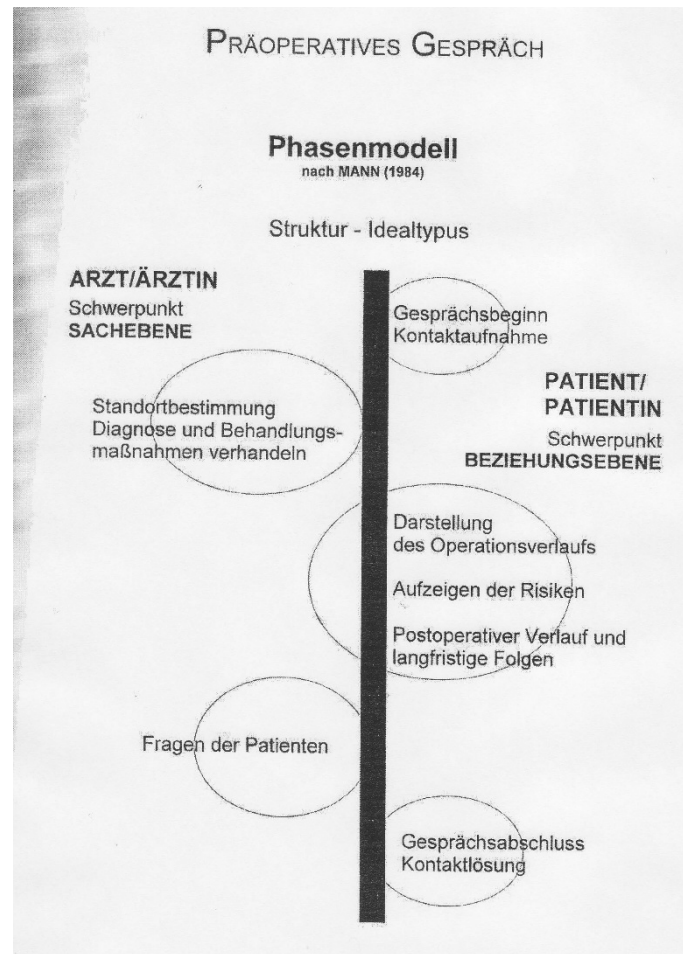 PRÄOPERATIVES GESPRÄCH
Phasenmodell
nach MANN (1984)
Struktur - Idealtypus
ARZT/ÄRZTIN
Schwerpunkt
SACHEBENE
Gesprächsbeginn
Kontaktaufnahme
PATIENT/
PATIENTIN
Schwerpunkt
BEZIEHUNGSEBENE
Standortbestimmung
Diagnose und Behandlungs-
maßnahmen verhandeln
Darstellung
des Operationsverlaufs
Aufzeigen der Risiken
Postoperativer Verlauf und
langfristige Folgen
Fragen der Patienten
Gesprächsabschluss
Kontaktlösung